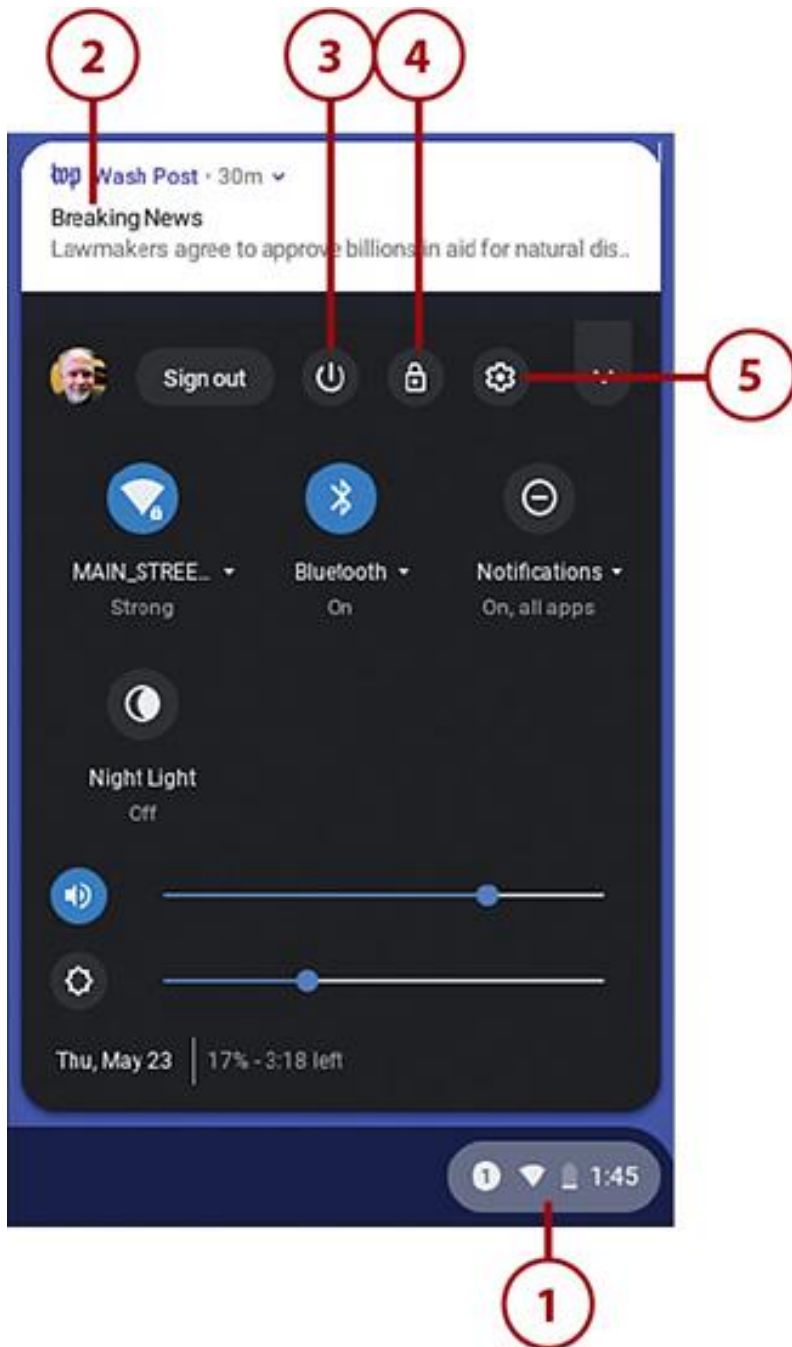 2 3 4
wp Wash Post • 30m
Breaking News
Lawmakers agree to approve billions in aid for natural dis..
Sign out
5
MAIN_STREE... Bluetooth Notifications
Strong On On, all apps
Night Light
Off
Thu, May 23 17% - 3:18 left
1 1:45
1